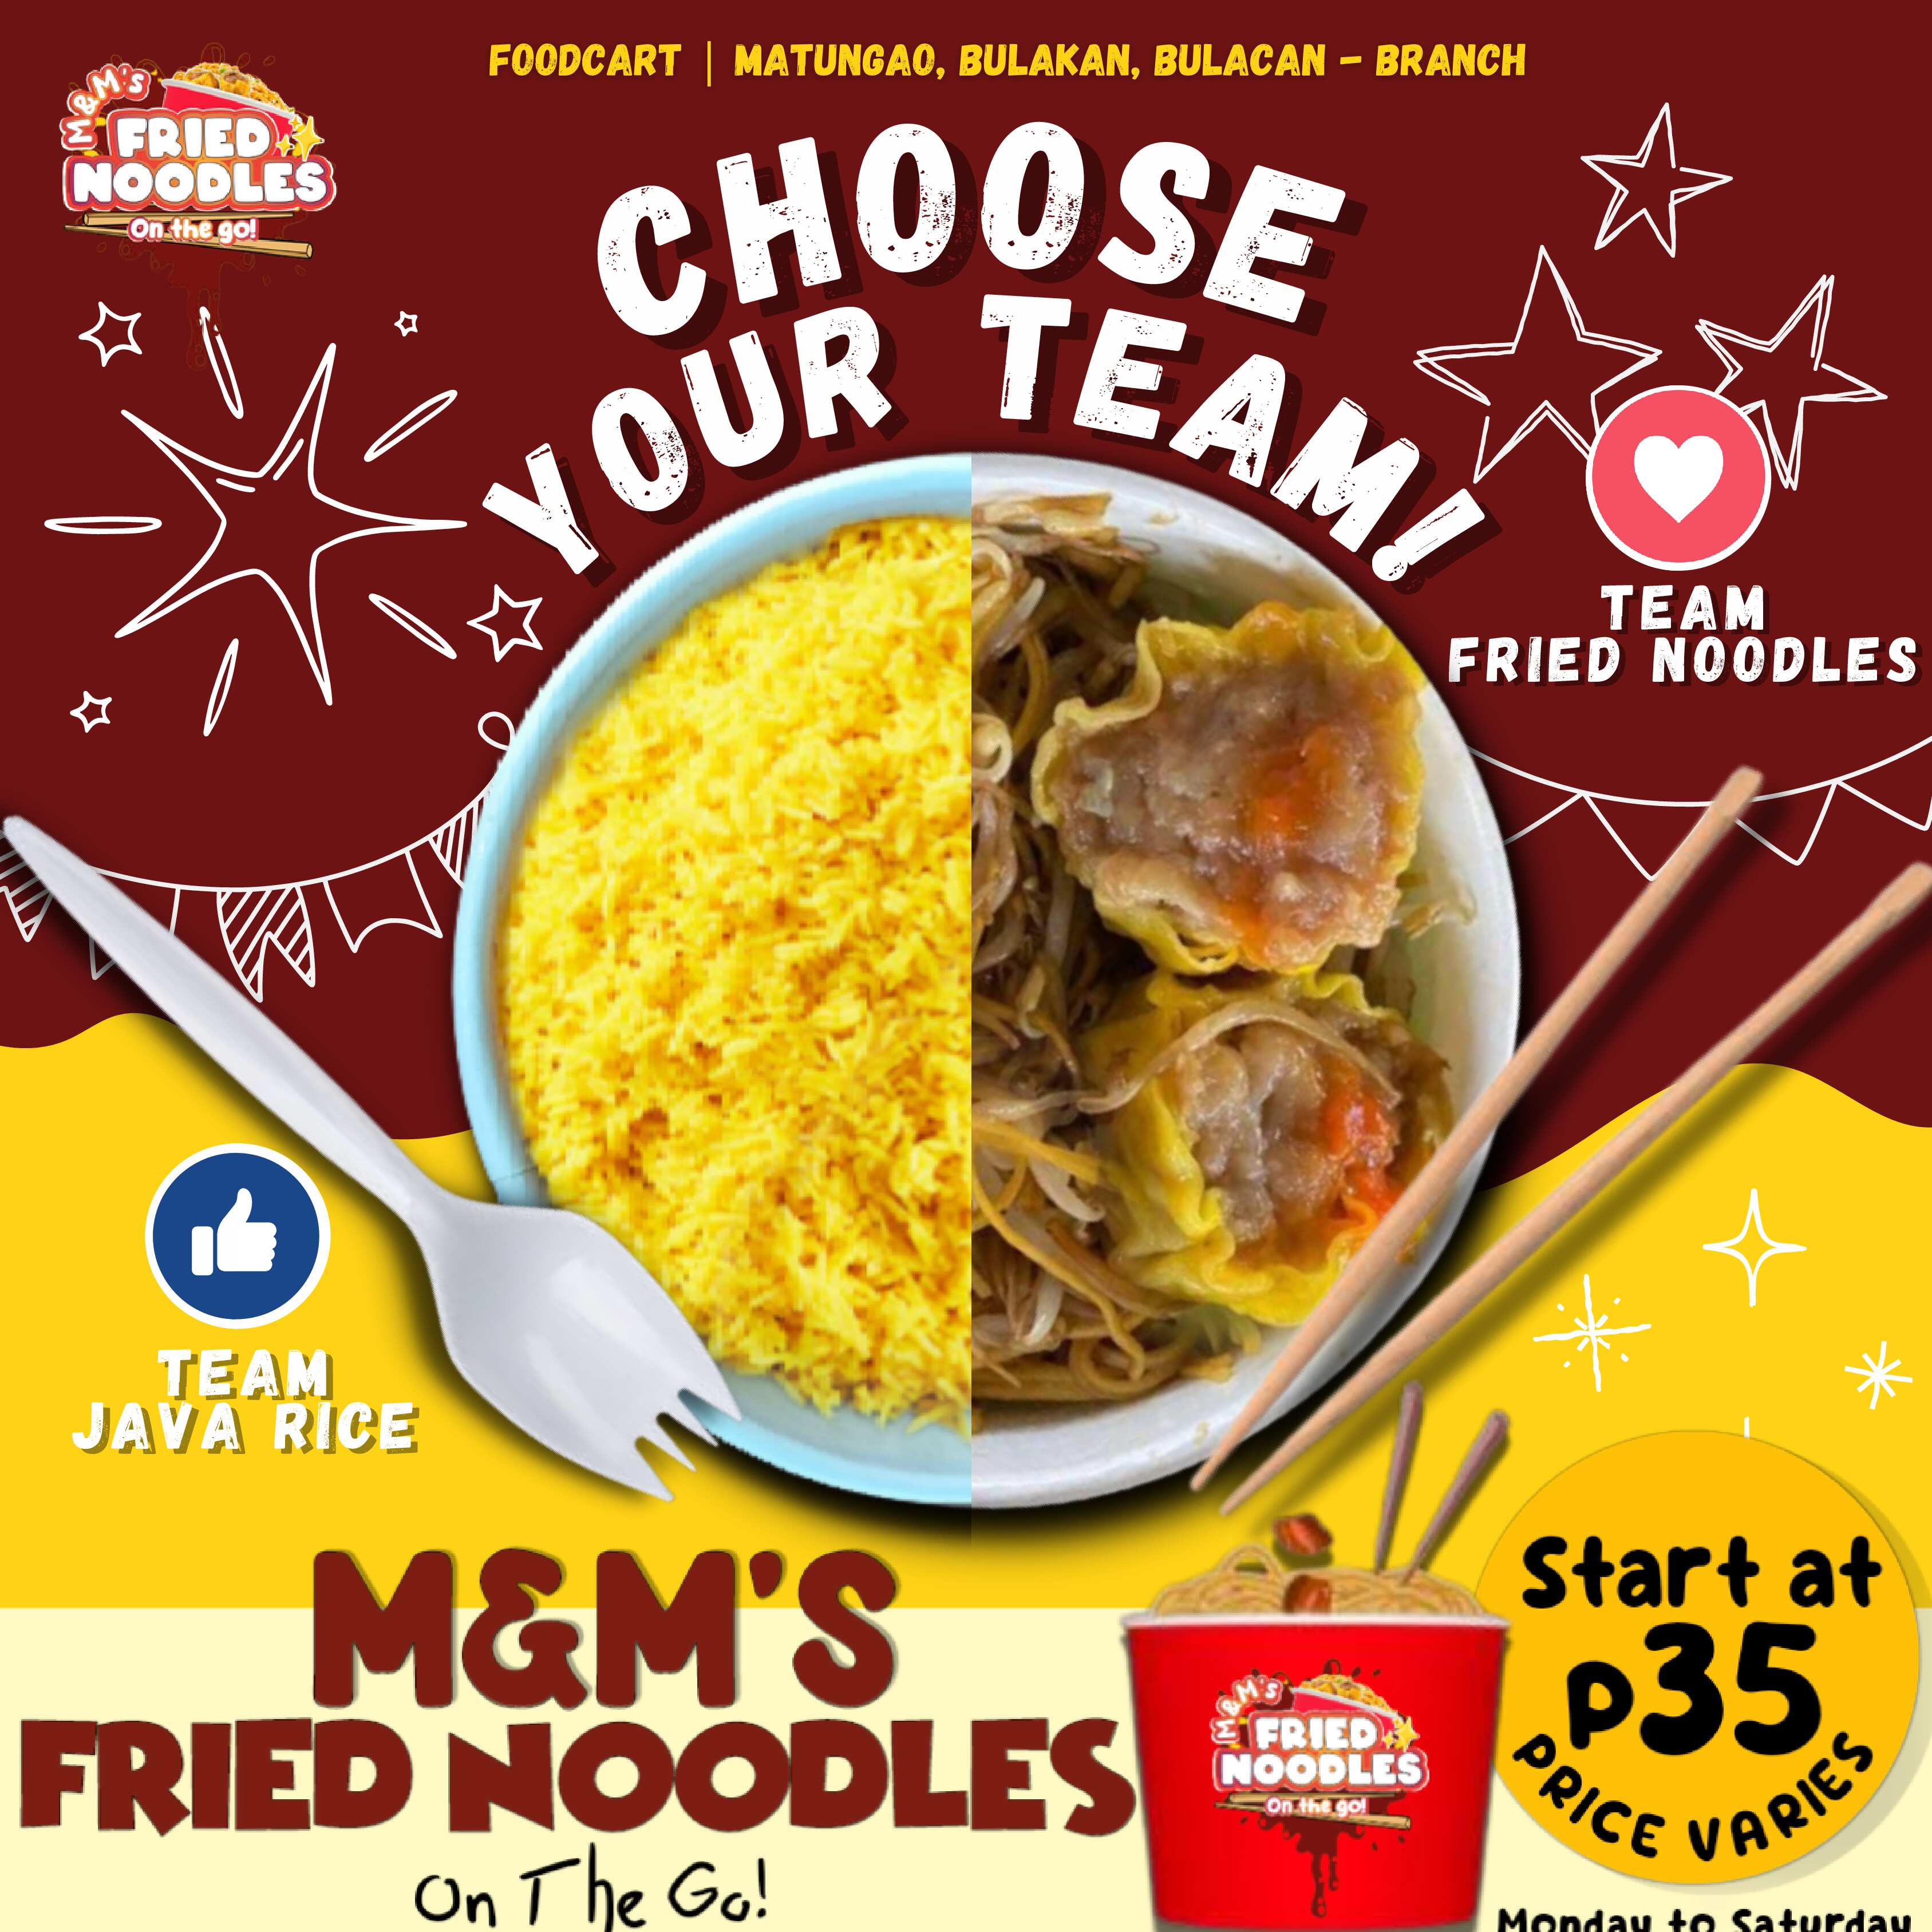 FOODCART | MATUNGAO, BULAKAN, BULACAN - BRANCH
M&M'S
FRIED
NOODLES
On the go!
CHOOSE
YOUR TEAM!
TEAM
FRIED NOODLES
TEAM
JAVA RICE
M&M'S
FRIED NOODLES
On The Go!
M&M'S
FRIED
NOODLES
On the go!
Start at
P35
PRICE VARIES
Monday to Saturday